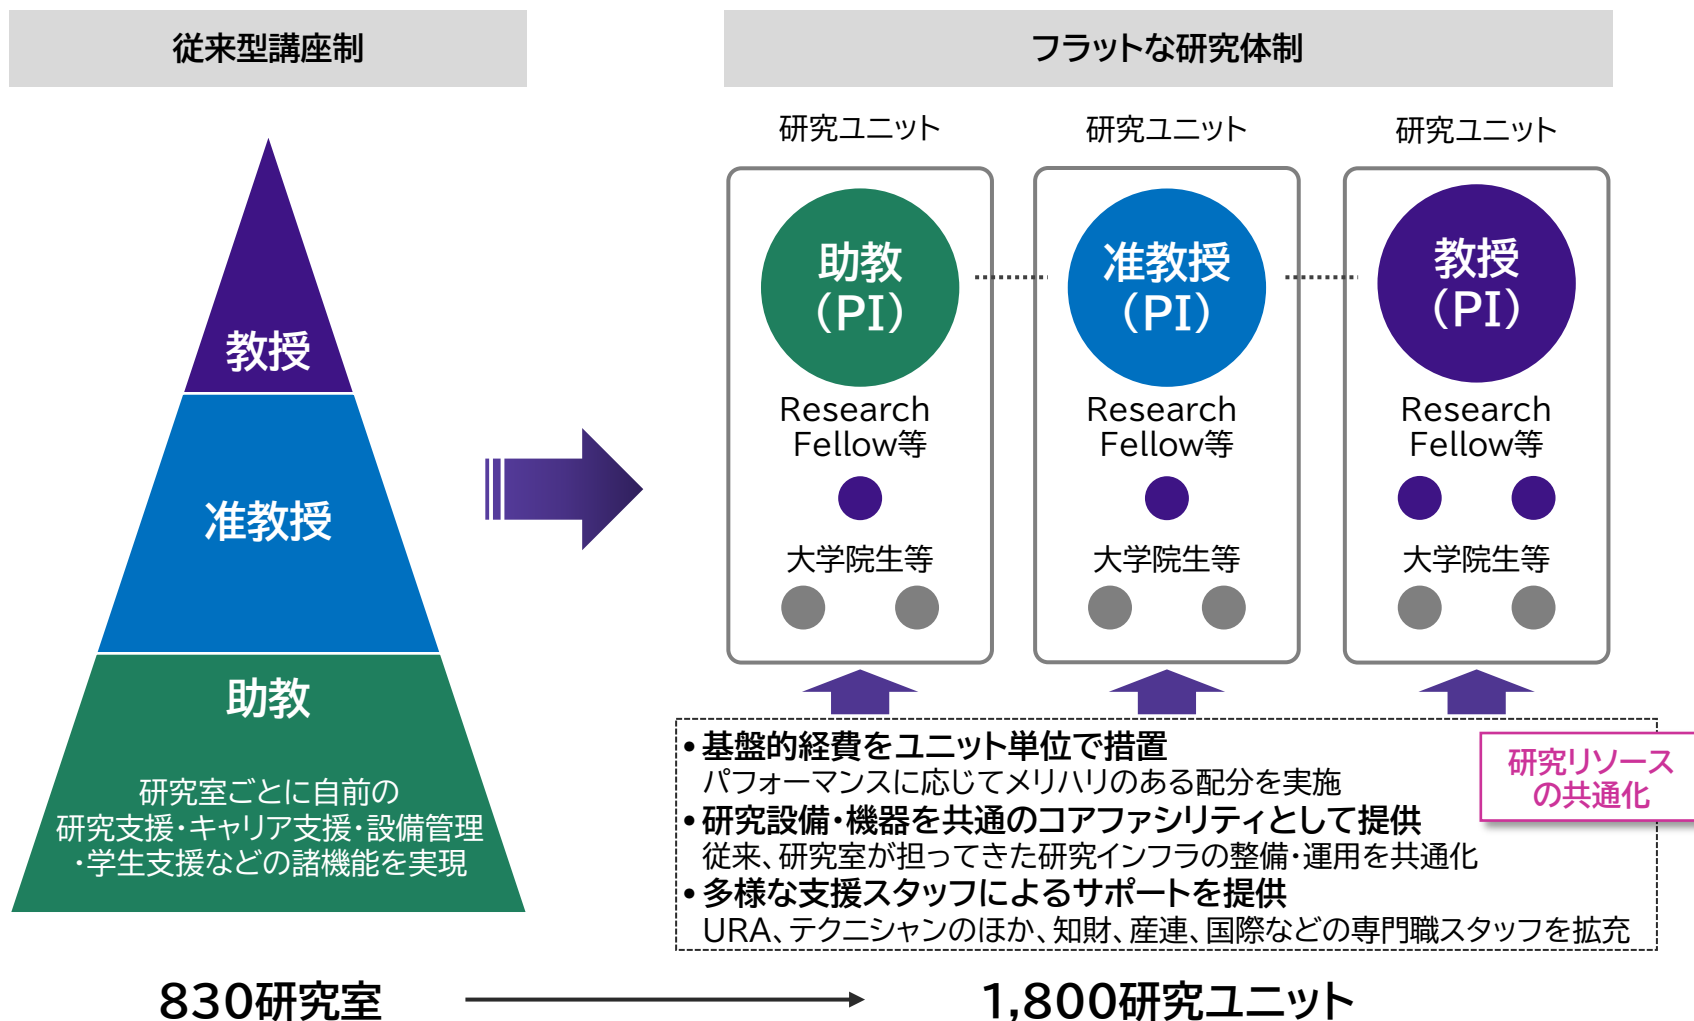 従来型講座制
教授
准教授
助教
研究室ごとに自前の
研究支援・キャリア支援・設備管理
・学生支援などの諸機能を実現
830研究室
フラットな研究体制
研究ユニット
助教
（PI）
Research
Fellow等
大学院生等
研究ユニット
准教授
（PI）
Research
Fellow等
大学院生等
研究ユニット
教授
（PI）
Research
Fellow等
大学院生等
•基盤的経費をユニット単位で措置
パフォーマンスに応じてメリハリのある配分を実施
•研究設備・機器を共通のコアファシリティとして提供
従来、研究室が担ってきた研究インフラの整備・運用を共通化
•多様な支援スタッフによるサポートを提供
URA、テクニシャンのほか、知財、産連、国際などの専門職スタッフを拡充
研究リソース
の共通化
1,800研究ユニット